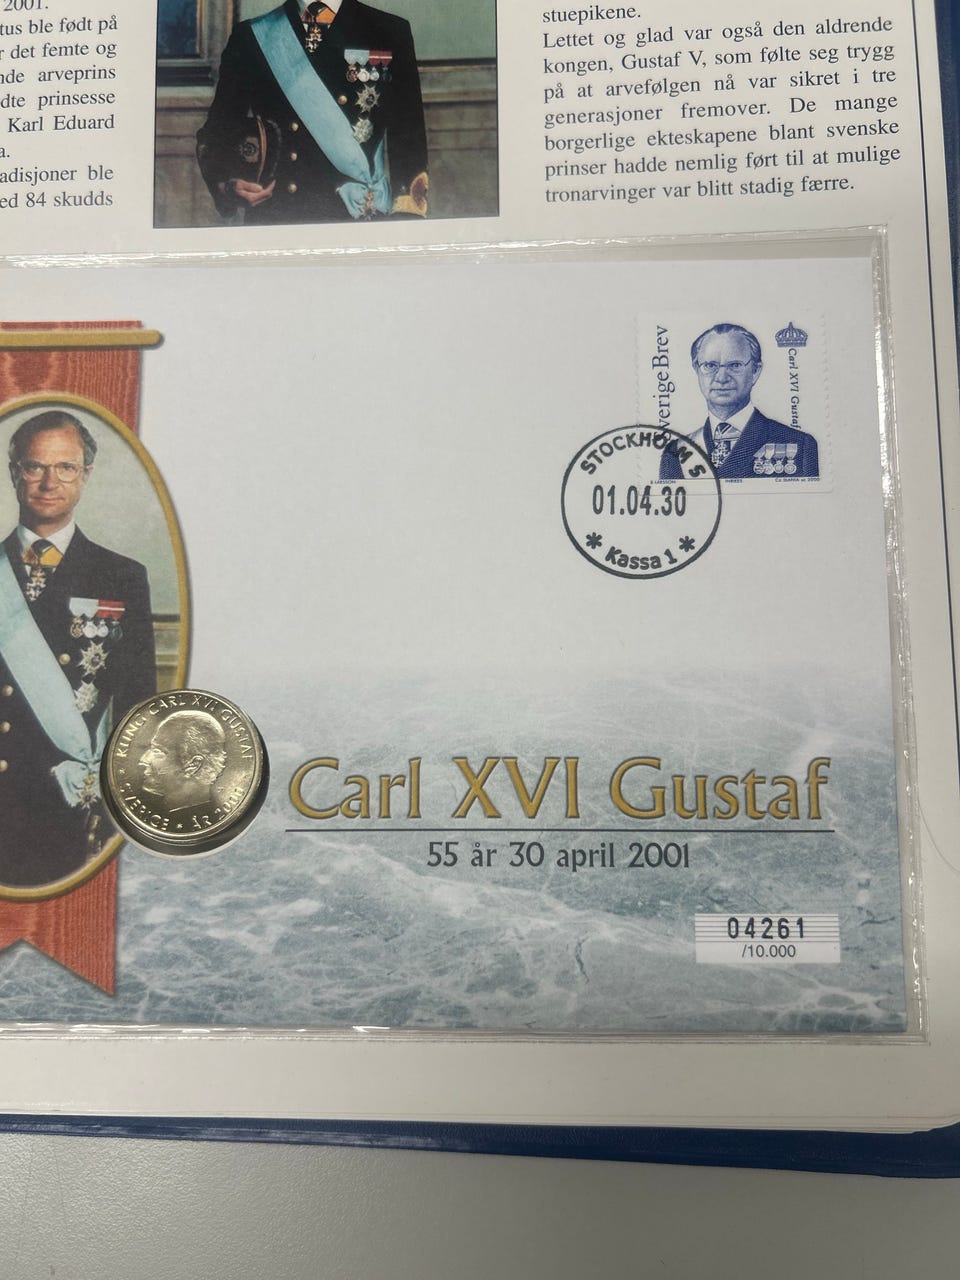 2001.
tus ble født på
r det femte og
nde arveprins
dte prinsesse
Karl Eduard
a.
adisjoner ble
ed 84 skudds
stuepikene.
Lettet og glad var også den aldrende
kongen, Gustaf V, som følte seg trygg
på at arvefølgen nå var sikret i tre
generasjoner fremover. De mange
borgerlige ekteskapene blant svenske
prinser hadde nemlig ført til at mulige
tronarvinger var blitt stadig færre.
Sverige Brev
Carl XVI Gustaf
STOCKHOLM 5
01.04.30
* Kassa 1 *
KUNG CARL XVI GUSTAF
* SVERIGE * ÅR 2000
Carl XVI Gustaf
55 år 30 april 2001
04261
/10.000